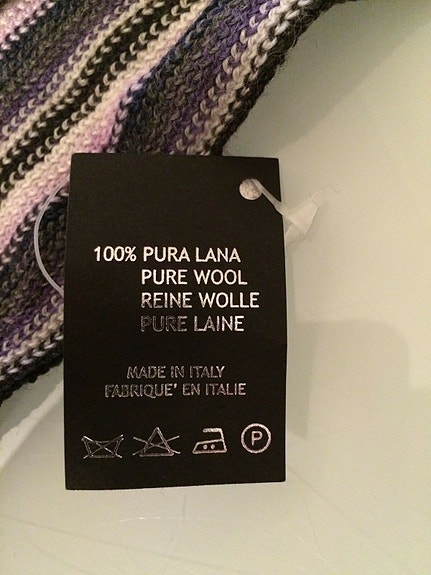 100% PURA LANA
PURE WOOL
REINE WOLLE
PURE LAINE
MADE IN ITALY
FABRIQUE' EN ITALIE
P